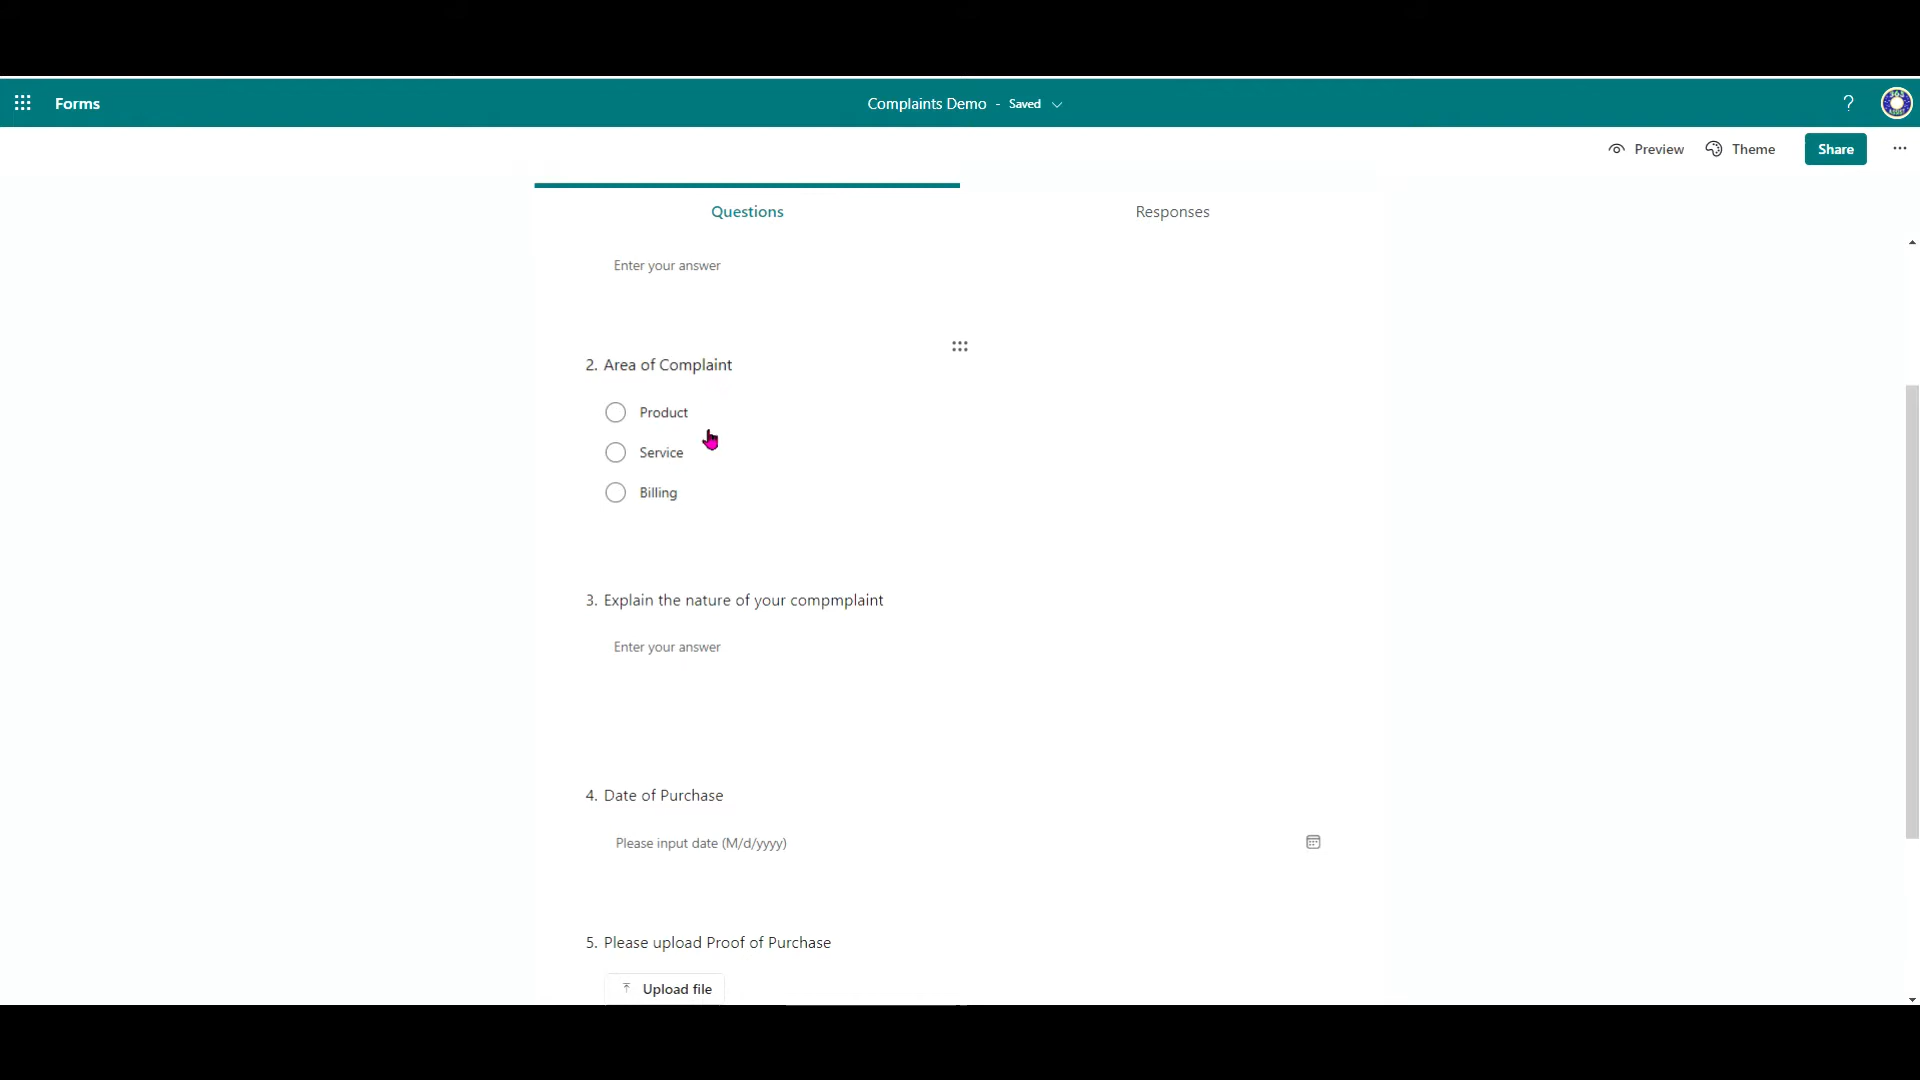 Forms
Complaints Demo - Saved
?
Preview
Theme
Share
...
Questions
Responses
Enter your answer
2. Area of Complaint
Product
Service
Billing
3. Explain the nature of your compmplaint
Enter your answer
4. Date of Purchase
Please input date (M/d/yyyy)
5. Please upload Proof of Purchase
Upload file